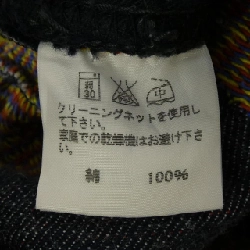 弱
30
中
クリーニングネットを使用し
て下さい。
家庭での乾燥機はお避け下さ
い。
綿 100%